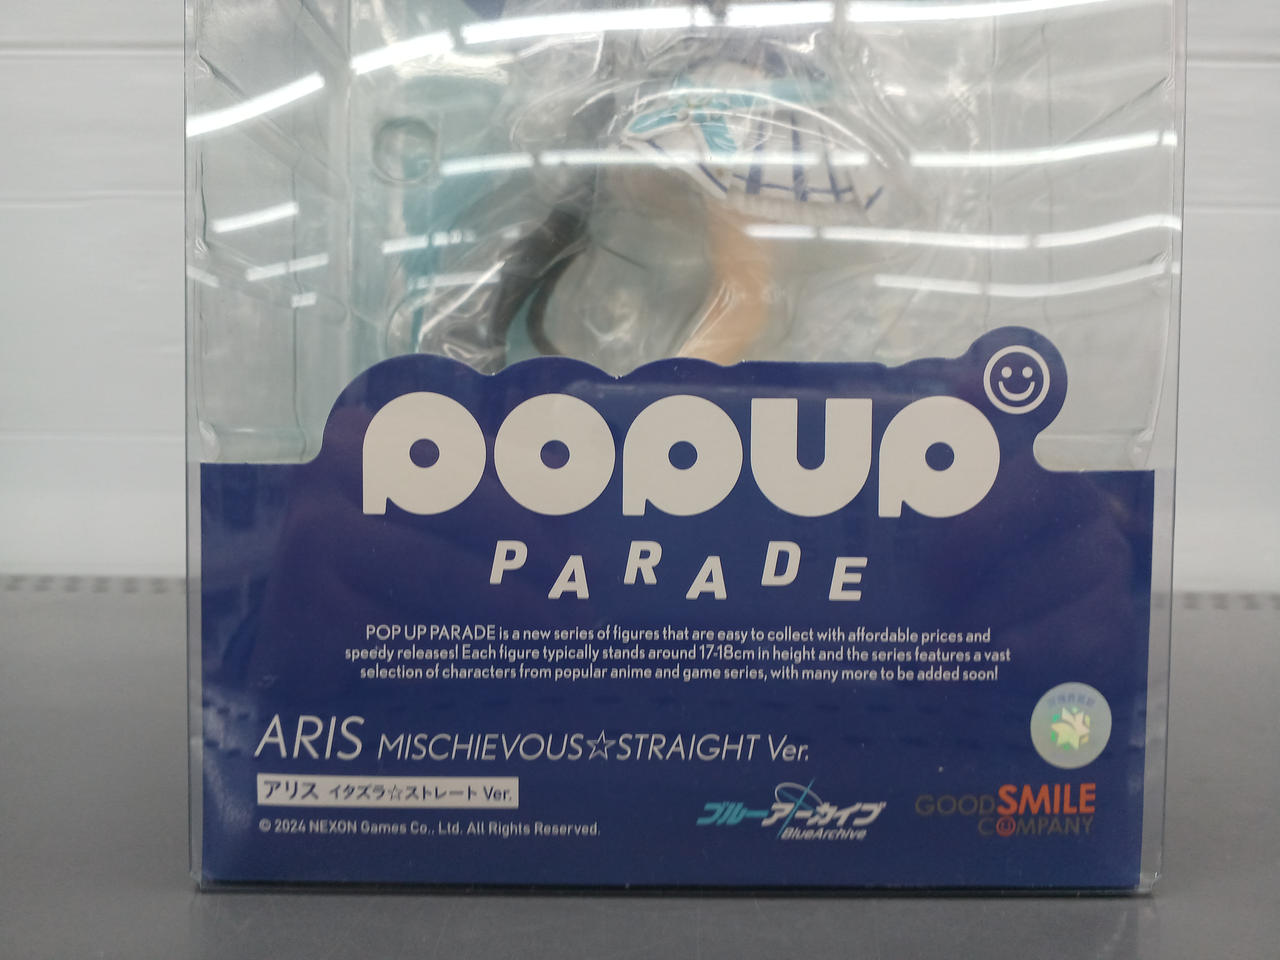 POPUP
PARADE
POP UP PARADE is a new series of figures that are easy to collect with affordable prices and
speedy releases! Each figure typically stands around 17-18cm in height and the series features a vast
selection of characters from popular anime and game series, with many more to be added soon!
ARIS MISCHIEVOUS☆STRAIGHT Ver.
アリス イタズラ☆ストレート Ver.
© 2024 NEXON Games Co., Ltd. All Rights Reserved.
ブルーアーカイブ
BlueArchive
GOOD SMILE
COMPANY